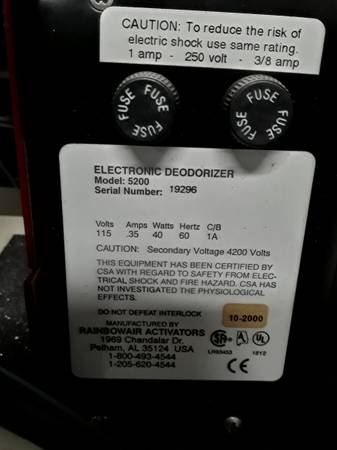 CAUTION: To reduce the risk of
electric shock use same rating.
1 amp - 250 volt - 3/8 amp
FUSE FUSE FUSE
FUSE FUSE FUSE
ELECTRONIC DEODORIZER
Model: 5200
Serial Number: 19296
Volts Amps Watts Hertz C/B
115 .35 40 60 1A
CAUTION: Secondary Voltage 4200 Volts
THIS EQUIPMENT HAS BEEN CERTIFIED BY
CSA WITH REGARD TO SAFETY FROM ELEC-
TRICAL SHOCK AND FIRE HAZARD. CSA HAS
NOT INVESTIGATED THE PHYSIOLOGICAL
EFFECTS.
DO NOT DEFEAT INTERLOCK
10-2000
MANUFACTURED BY
RAINBOWAIR ACTIVATORS
1969 Chandalar Dr.
Pelham, AL 35124 USA
1-800-493-4544
1-205-620-4544
UL
CE